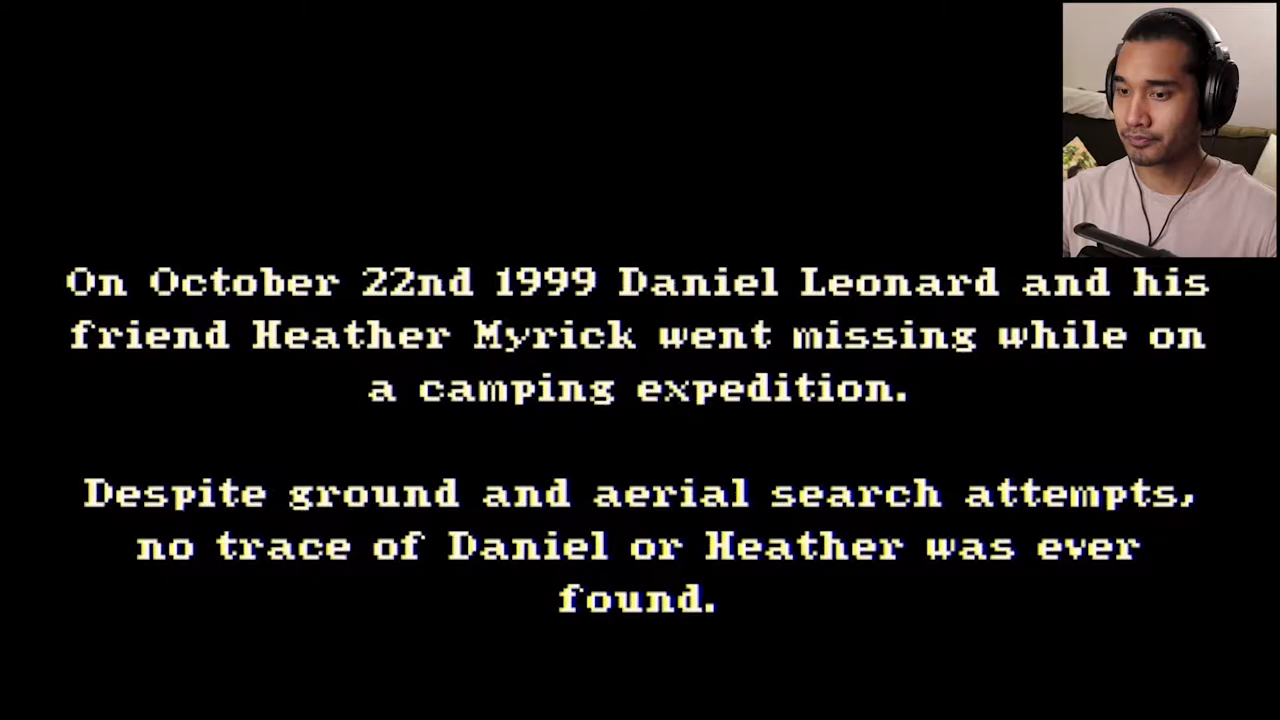 On October 22nd 1999 Daniel Leonard and his
friend Heather Myrick went missing while on
a camping expedition.
Despite ground and aerial search attempts,
no trace of Daniel or Heather was ever
found.